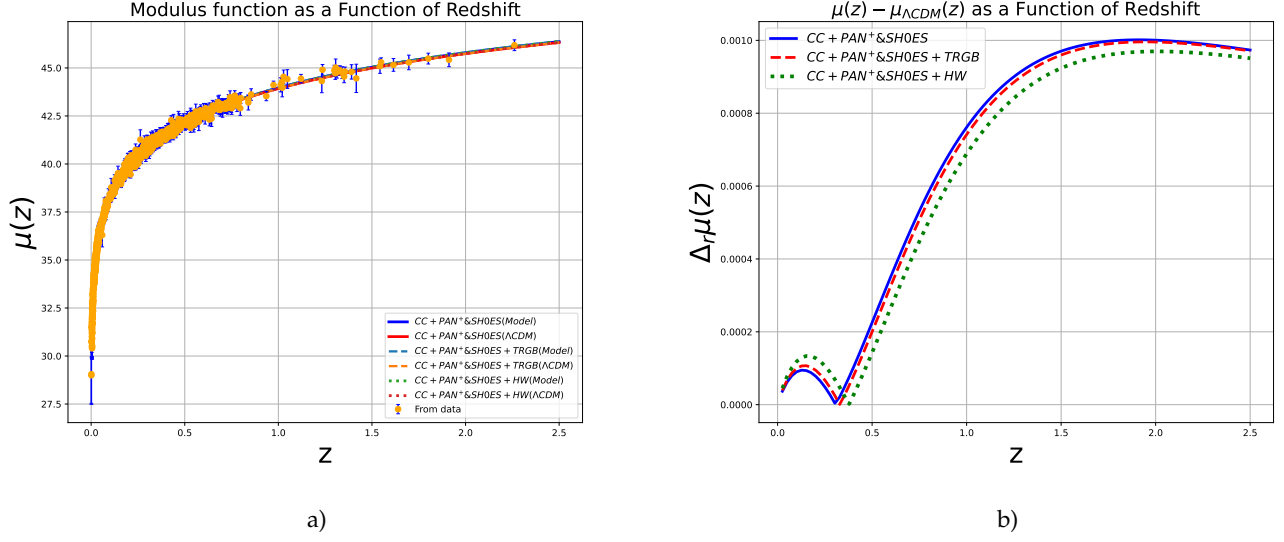 Modulus function as a Function of Redshift
μ(z)
45.0
42.5
40.0
37.5
35.0
32.5
30.0
27.5
CC + PAN⁺&SH0ES(Model)
CC + PAN⁺&SH0ES(ΛCDM)
CC + PAN⁺&SH0ES + TRGB(Model)
CC + PAN⁺&SH0ES + TRGB(ΛCDM)
CC + PAN⁺&SH0ES + HW(Model)
CC + PAN⁺&SH0ES + HW(ΛCDM)
From data
0.0 0.5 1.0 1.5 2.0 2.5
z
a)
μ(z) − μ_ΛCDM(z) as a Function of Redshift
Δᵣμ(z)
0.0010
0.0008
0.0006
0.0004
0.0002
0.0000
CC + PAN⁺&SH0ES
CC + PAN⁺&SH0ES + TRGB
CC + PAN⁺&SH0ES + HW
0.0 0.5 1.0 1.5 2.0 2.5
z
b)